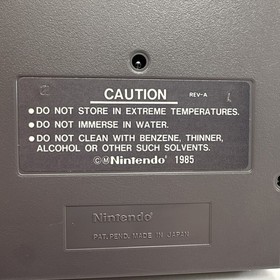 CAUTION REV-A
•DO NOT STORE IN EXTREME TEMPERATURES.
•DO NOT IMMERSE IN WATER.
•DO NOT CLEAN WITH BENZENE, THINNER,
ALCOHOL OR OTHER SUCH SOLVENTS.
©ⓂNintendo® 1985
Nintendo®
PAT. PEND. MADE IN JAPAN